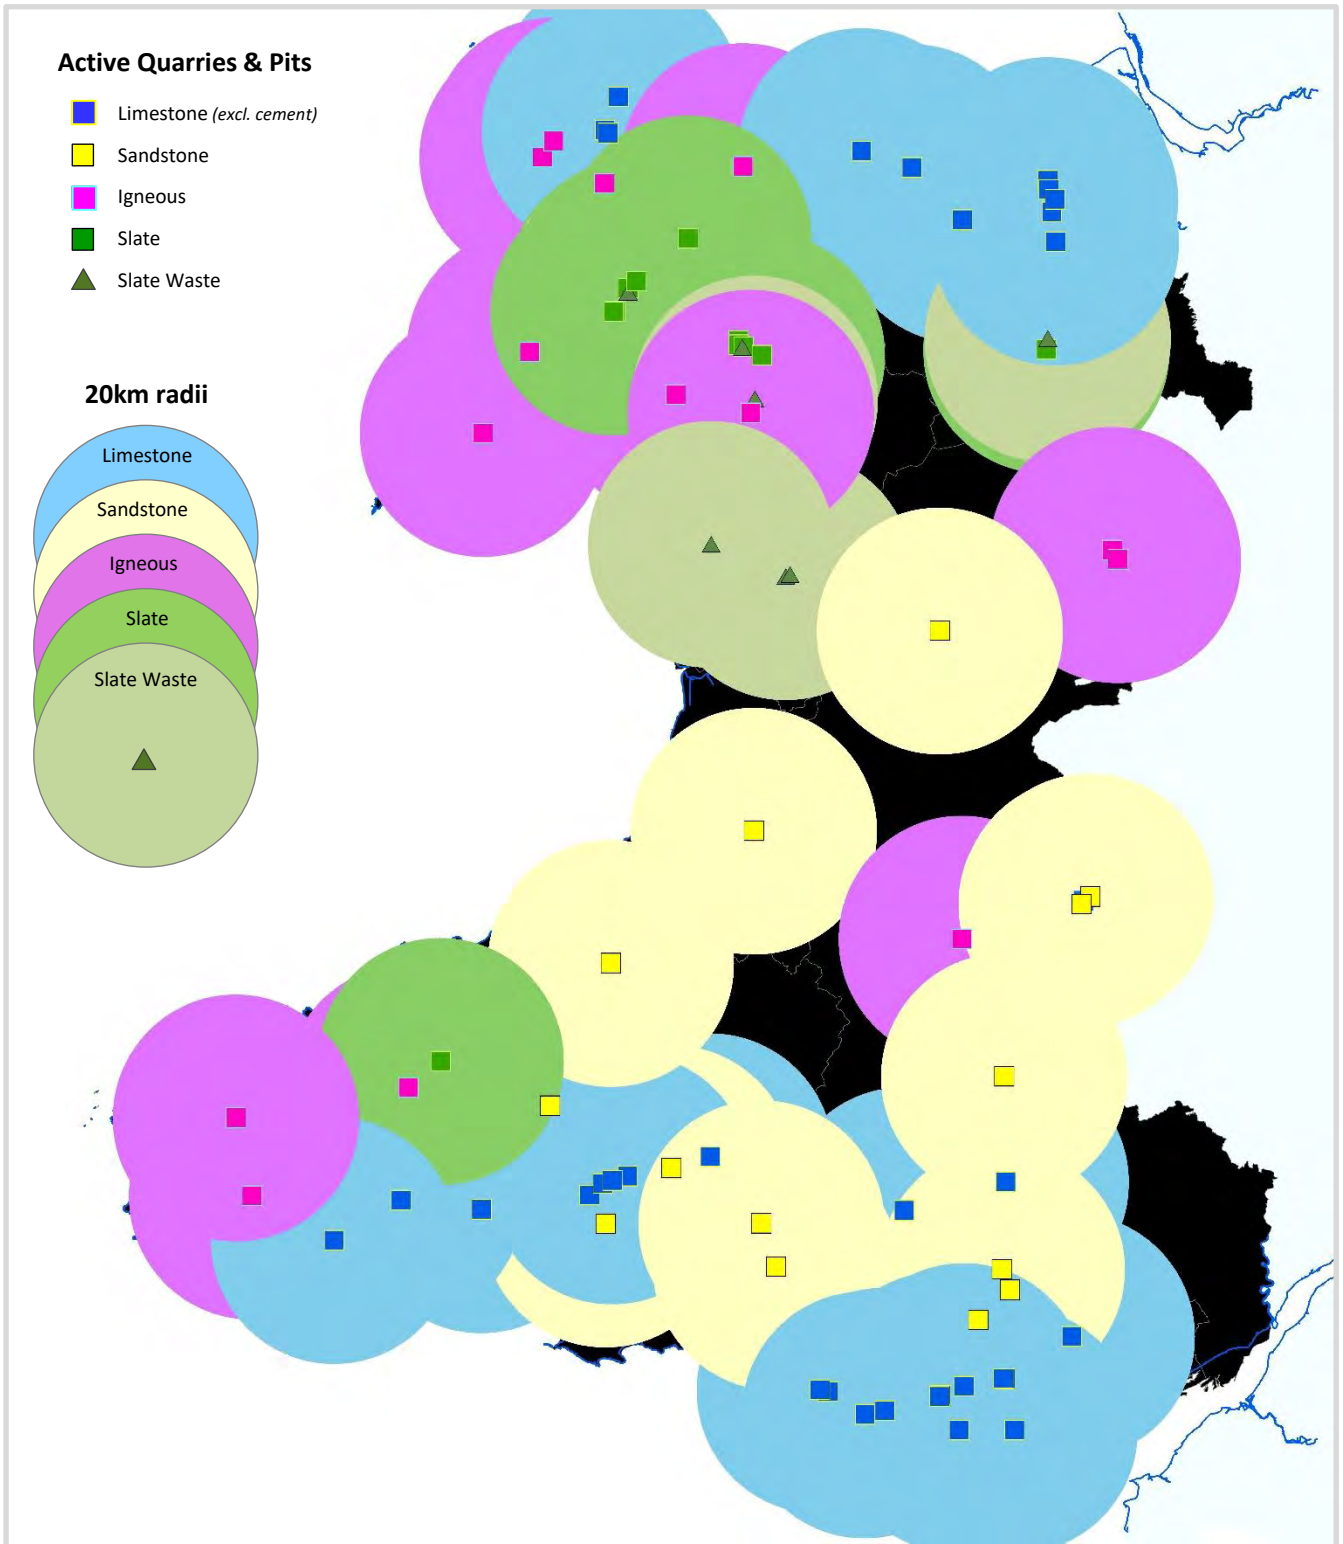 Active Quarries & Pits
Limestone (excl. cement)
Sandstone
Igneous
Slate
Slate Waste
20km radii
Limestone
Sandstone
Igneous
Slate
Slate Waste